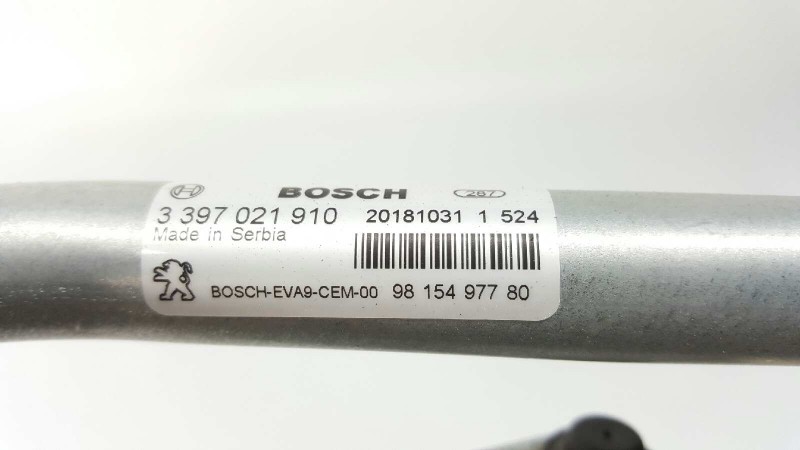 BOSCH 287
3 397 021 910 20181031 1 524
Made in Serbia
BOSCH-EVA9-CEM-00 98 154 977 80